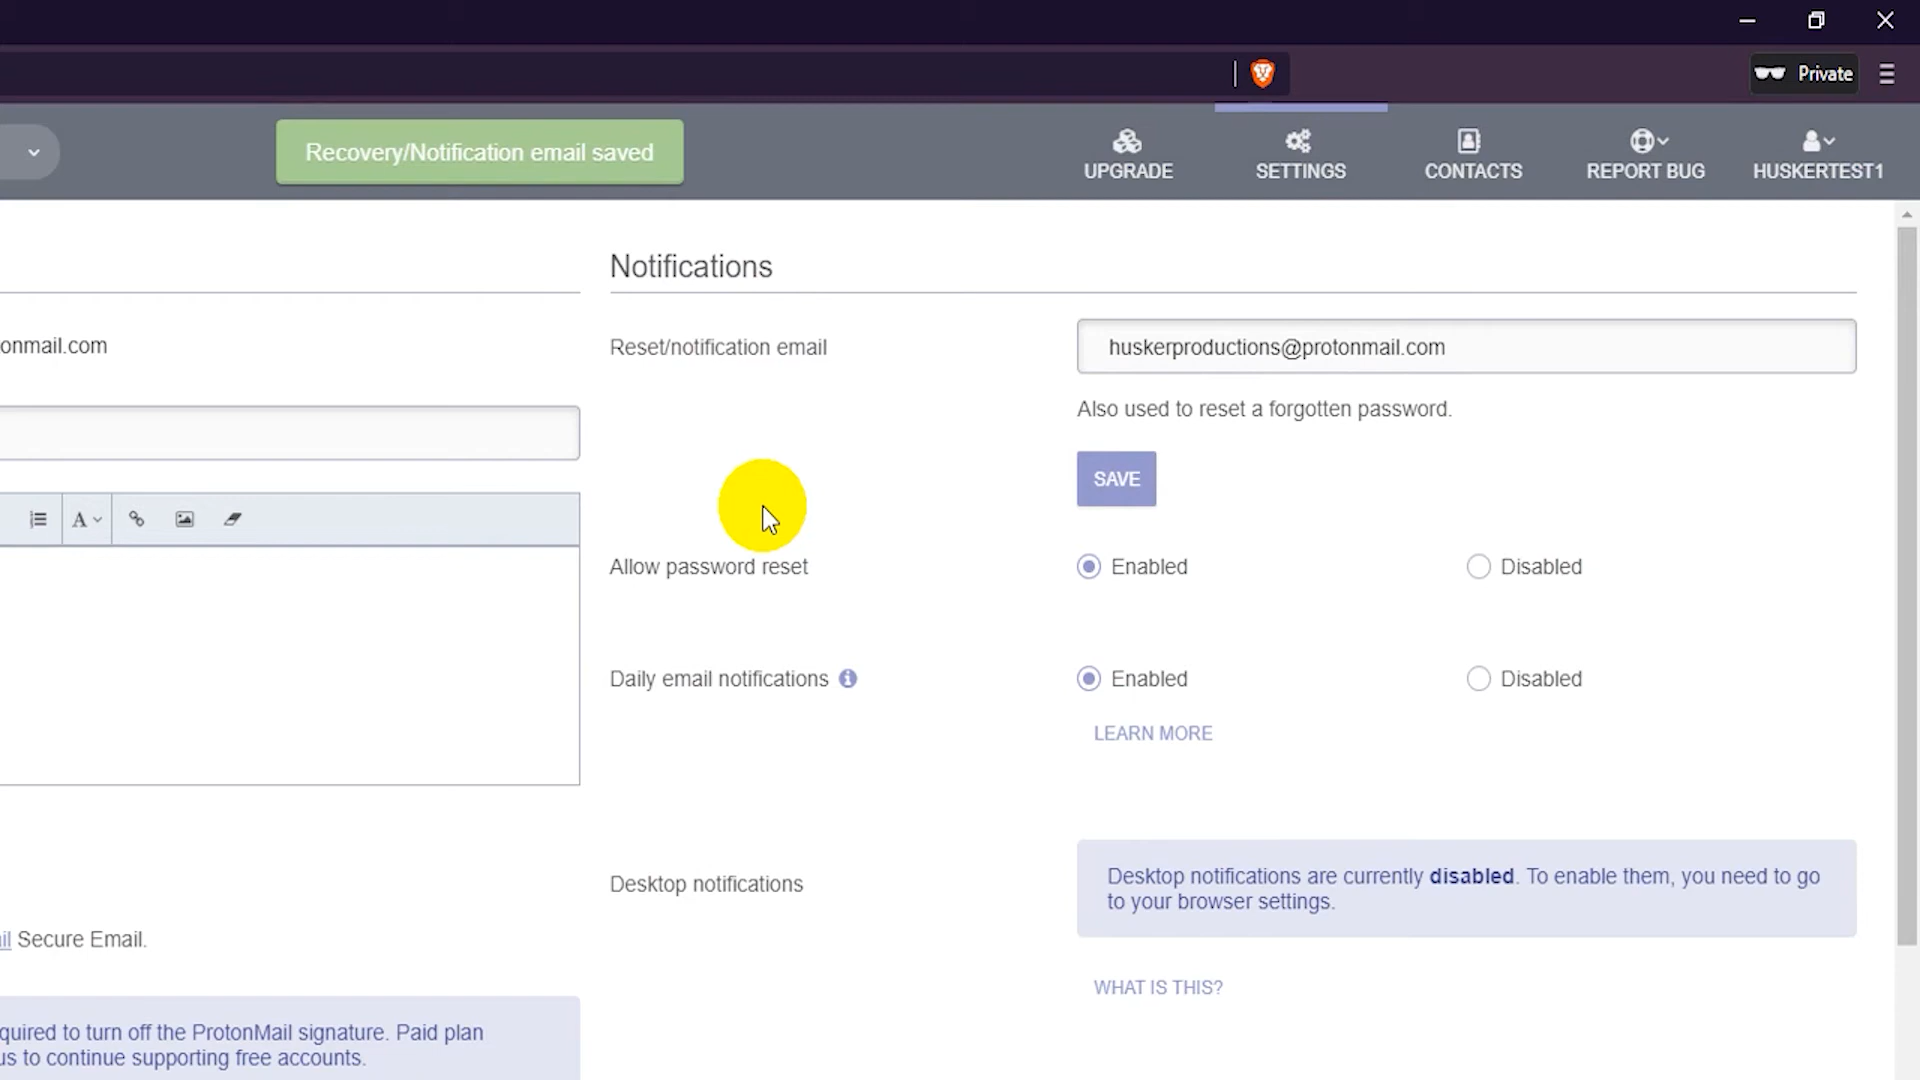 Private
Recovery/Notification email saved
UPGRADE
SETTINGS
CONTACTS
REPORT BUG
HUSKERTEST1
Notifications
onmail.com
Reset/notification email
huskerproductions@protonmail.com
Also used to reset a forgotten password.
SAVE
A
Allow password reset
Enabled
Disabled
Daily email notifications
Enabled
Disabled
LEARN MORE
Desktop notifications
Desktop notifications are currently disabled. To enable them, you need to go
to your browser settings.
il Secure Email.
WHAT IS THIS?
quired to turn off the ProtonMail signature. Paid plan
us to continue supporting free accounts.